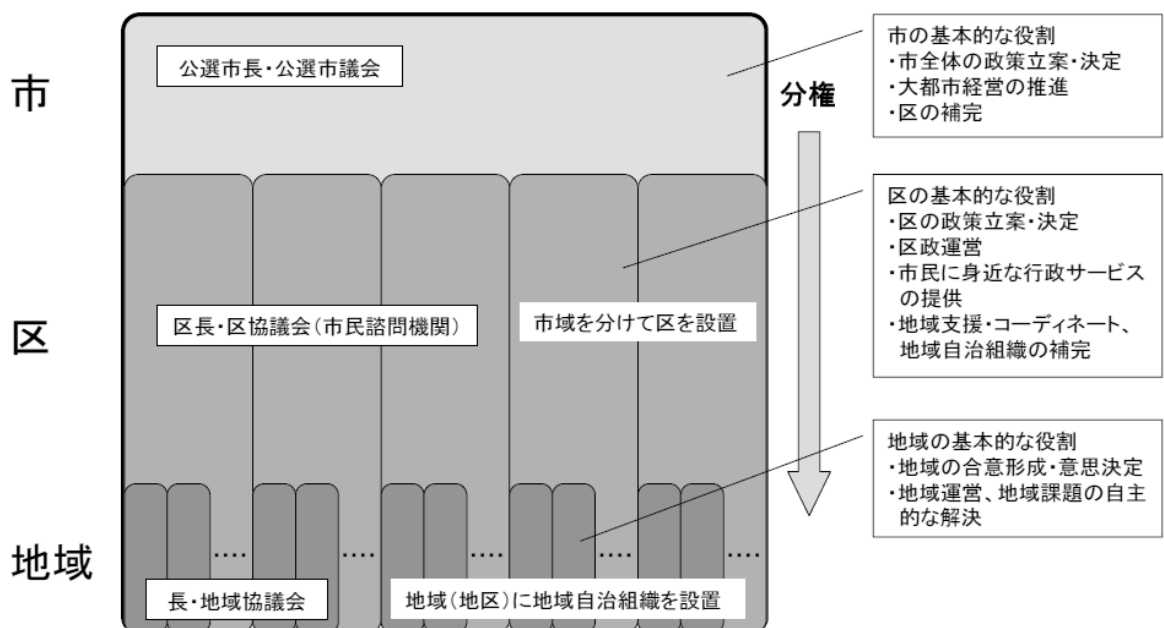 市
公選市長・公選市議会
分権
市の基本的な役割
・市全体の政策立案・決定
・大都市経営の推進
・区の補完
区
区長・区協議会(市民諮問機関)
市域を分けて区を設置
区の基本的な役割
・区の政策立案・決定
・区政運営
・市民に身近な行政サービス
の提供
・地域支援・コーディネート、
地域自治組織の補完
地域
‥‥
‥‥
‥‥
‥‥
‥‥
長・地域協議会
地域(地区)に地域自治組織を設置
地域の基本的な役割
・地域の合意形成・意思決定
・地域運営、地域課題の自主
的な解決